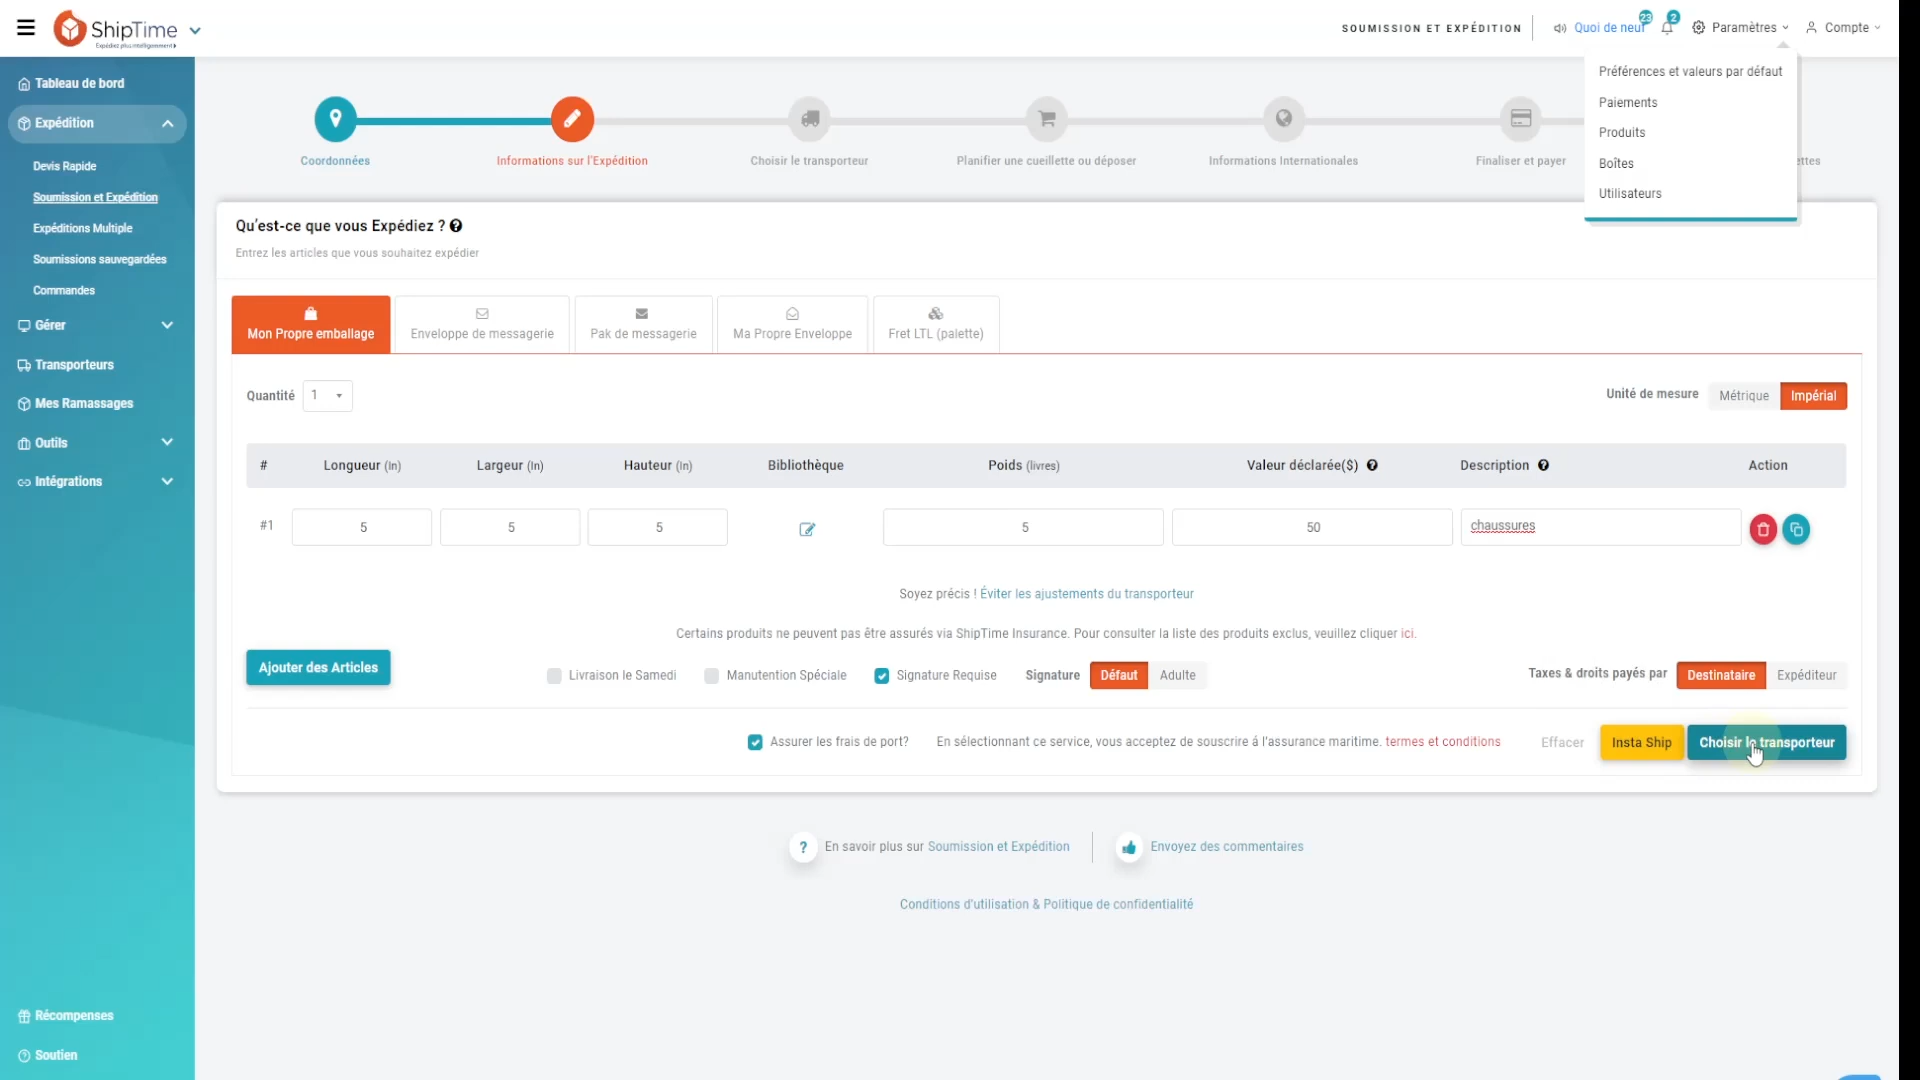 ShipTime
Expédiez plus intelligemment
SOUMISSION ET EXPÉDITION
Quoi de neuf
23
2
Paramètres
Compte
Préférences et valeurs par défaut
Paiements
Produits
Boîtes
Utilisateurs
Tableau de bord
Expédition
Devis Rapide
Soumission et Expédition
Expéditions Multiple
Soumissions sauvegardées
Commandes
Gérer
Transporteurs
Mes Ramassages
Outils
Intégrations
Récompenses
Soutien
Coordonnées
Informations sur l'Expédition
Choisir le transporteur
Planifier une cueillette ou déposer
Informations Internationales
Finaliser et payer
ettes
Qu'est-ce que vous Expédiez ?
Entrez les articles que vous souhaitez expédier
Mon Propre emballage
Enveloppe de messagerie
Pak de messagerie
Ma Propre Enveloppe
Fret LTL (palette)
Quantité 1
Unité de mesure Métrique Impérial
# Longueur (In) Largeur (In) Hauteur (In) Bibliothèque Poids (livres) Valeur déclarée($) Description Action
#1 5 5 5 5 50 chaussures
Soyez précis ! Éviter les ajustements du transporteur
Certains produits ne peuvent pas être assurés via ShipTime Insurance. Pour consulter la liste des produits exclus, veuillez cliquer ici.
Ajouter des Articles
Livraison le Samedi Manutention Spéciale Signature Requise Signature Défaut Adulte
Taxes & droits payés par Destinataire Expéditeur
Assurer les frais de port? En sélectionnant ce service, vous acceptez de souscrire á l'assurance maritime. termes et conditions
Effacer Insta Ship Choisir le transporteur
? En savoir plus sur Soumission et Expédition
Envoyez des commentaires
Conditions d'utilisation & Politique de confidentialité